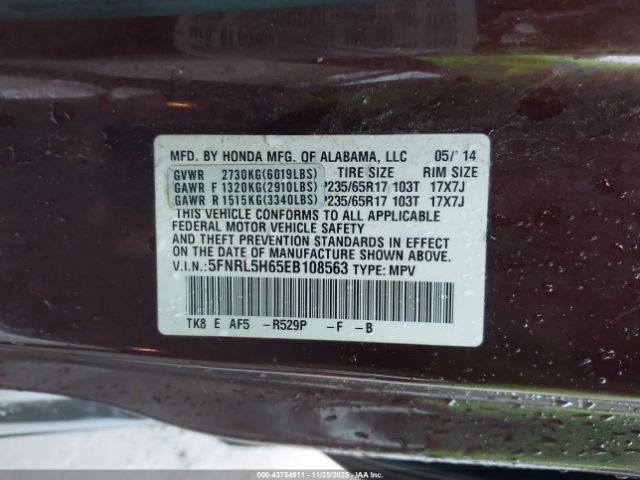 MFD. BY HONDA MFG. OF ALABAMA, LLC 05/ 14
GVWR 2730KG(6019LBS) TIRE SIZE RIM SIZE
GAWR F 1320KG(2910LBS) P235/65R17 103T 17X7J
GAWR R 1515KG(3340LBS) P235/65R17 103T 17X7J
THIS VEHICLE CONFORMS TO ALL APPLICABLE
FEDERAL MOTOR VEHICLE SAFETY
AND THEFT PREVENTION STANDARDS IN EFFECT
ON THE DATE OF MANUFACTURE SHOWN ABOVE.
V.I.N.: 5FNRL5H65EB108563 TYPE: MPV
TK8 E AF5 -R529P -F -B
00-43754911 - 11/25/2025 - IAAI.COM